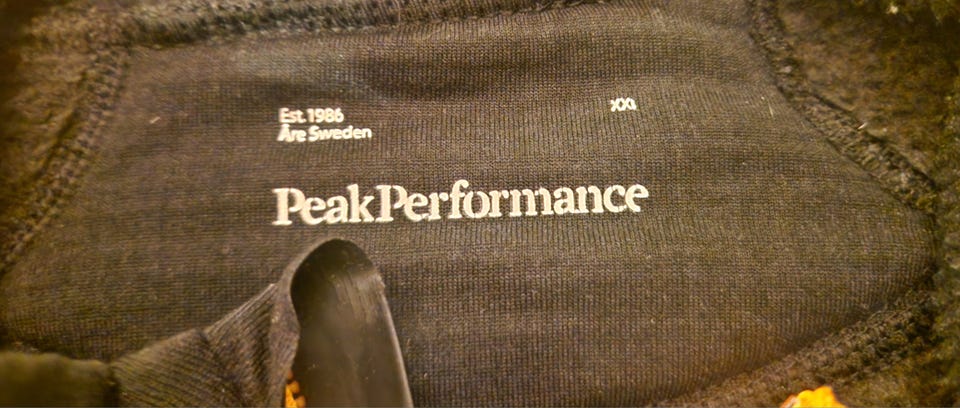 Est. 1986
Åre Sweden
XXL
PeakPerformance